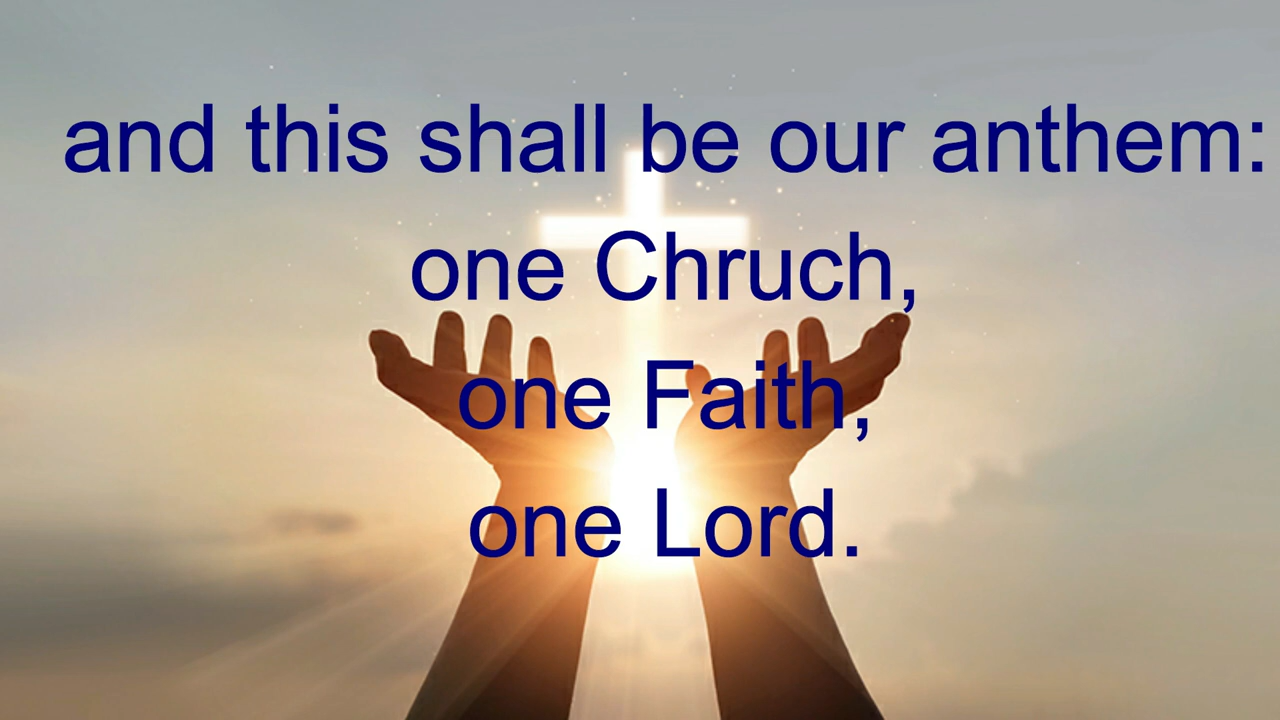 and this shall be our anthem:
one Chruch,
one Faith,
one Lord.